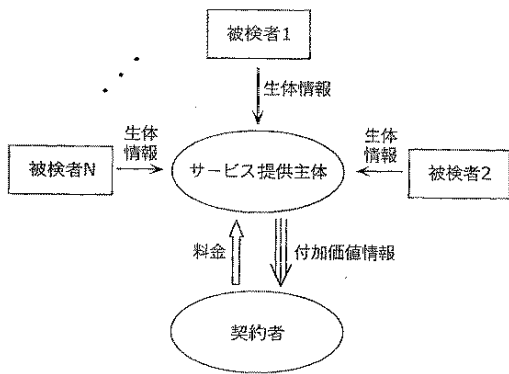 被検者1
生体情報
生体
情報
被検者N
サービス提供主体
生体
情報
被検者2
料金
付加価値情報
契約者